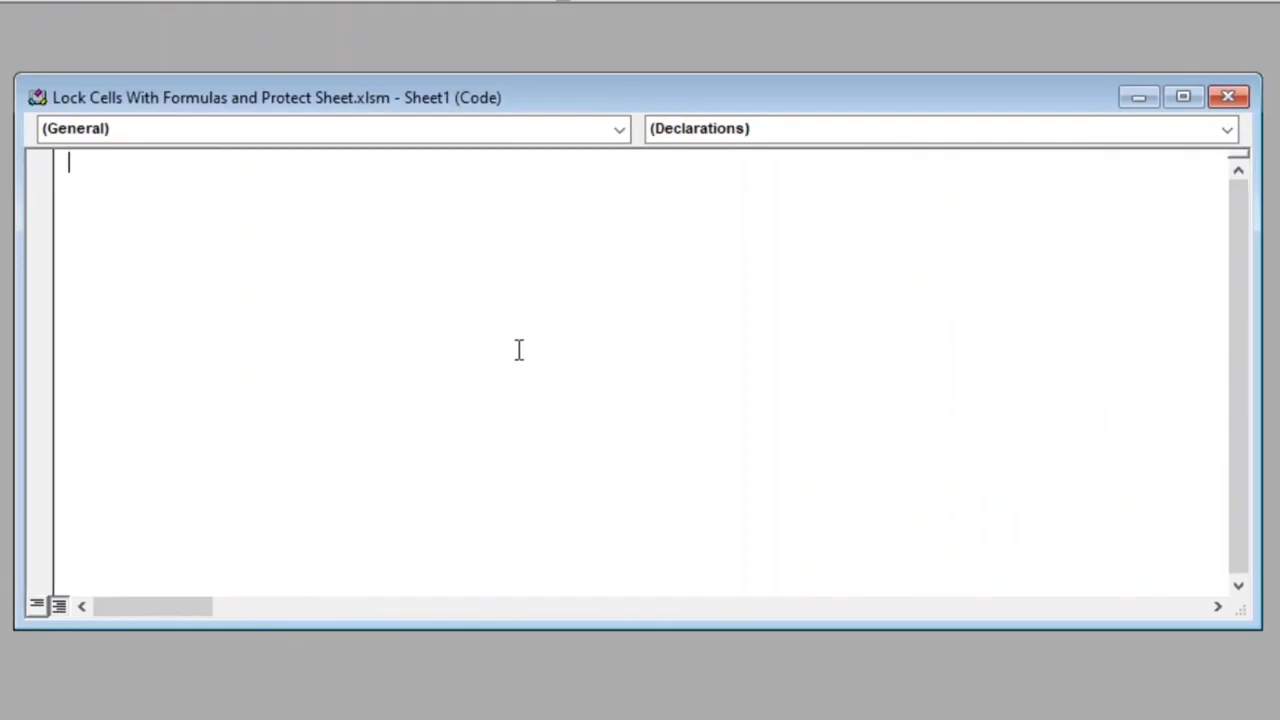 Lock Cells With Formulas and Protect Sheet.xlsm - Sheet1 (Code)
(General)
(Declarations)